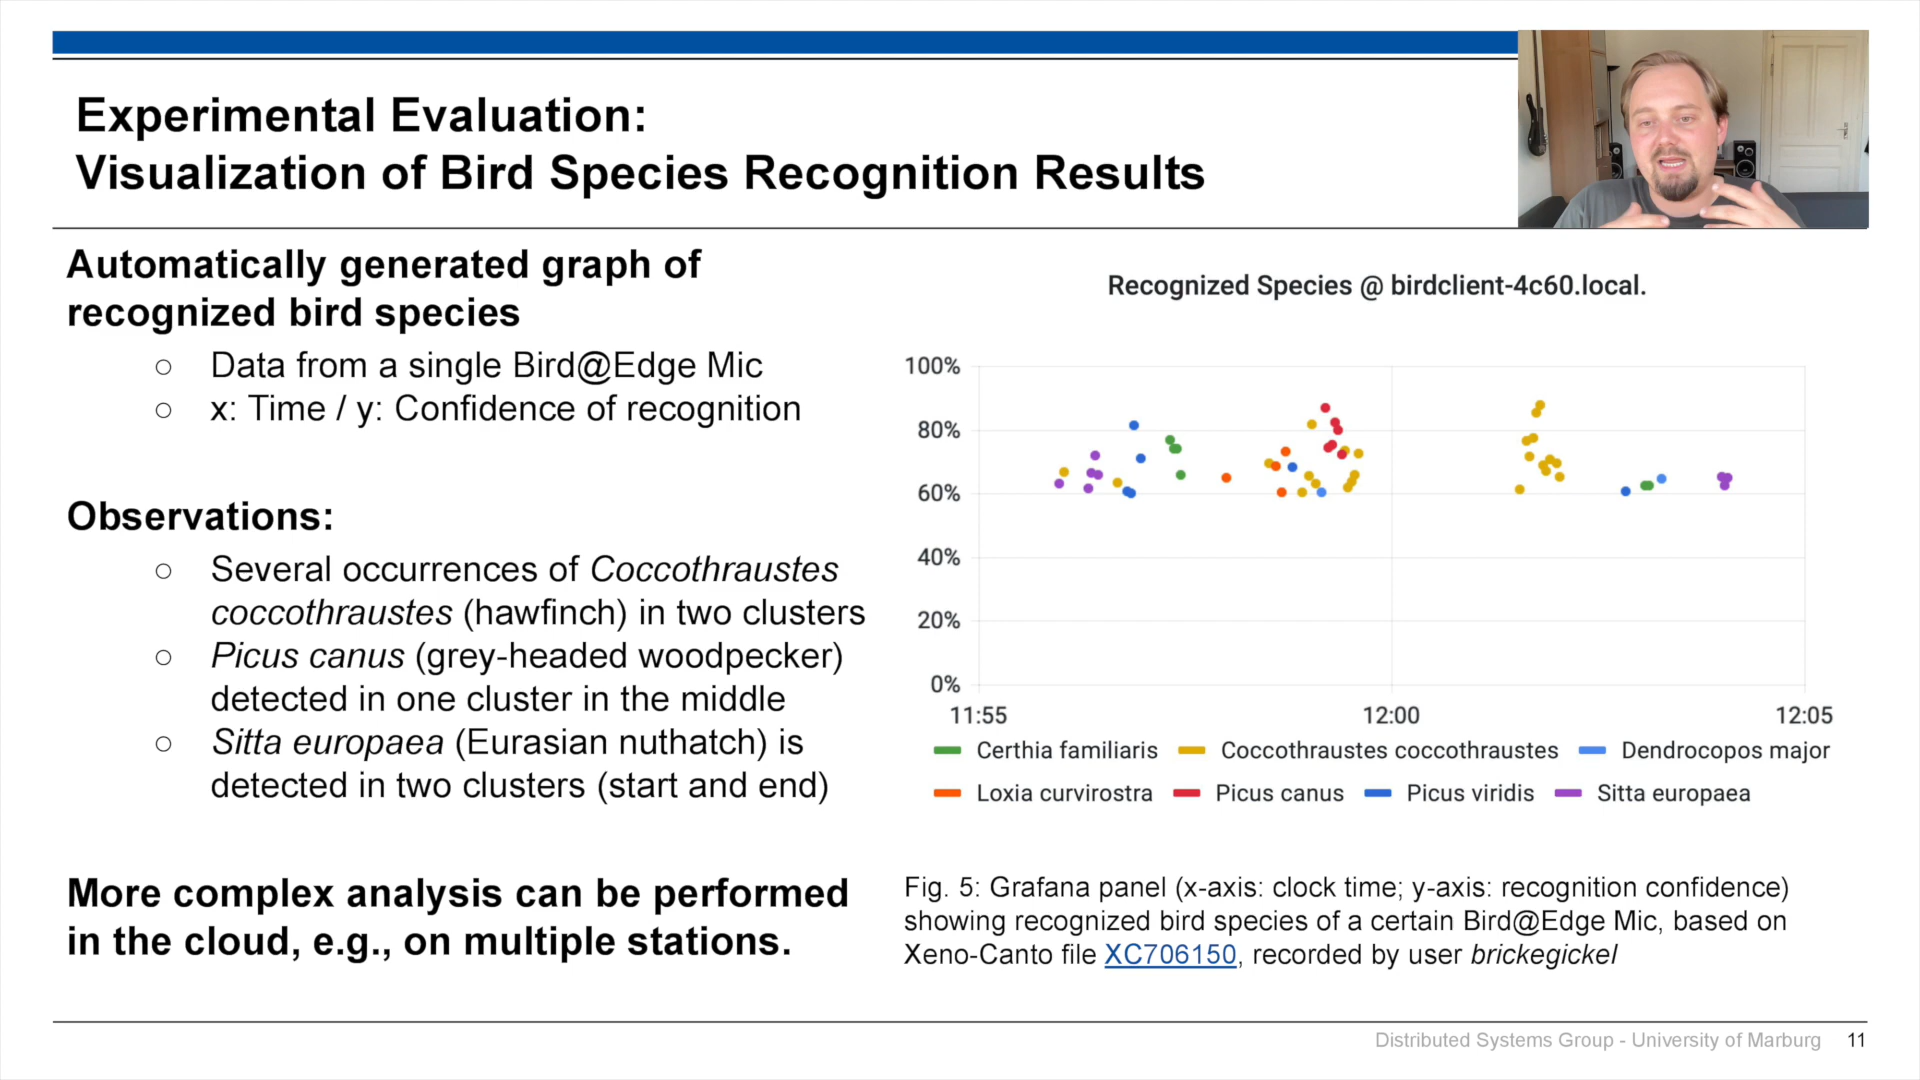 Experimental Evaluation:
Visualization of Bird Species Recognition Results
Automatically generated graph of
recognized bird species
○ Data from a single Bird@Edge Mic
○ x: Time / y: Confidence of recognition
Observations:
○ Several occurrences of Coccothraustes
coccothraustes (hawfinch) in two clusters
○ Picus canus (grey-headed woodpecker)
detected in one cluster in the middle
○ Sitta europaea (Eurasian nuthatch) is
detected in two clusters (start and end)
More complex analysis can be performed
in the cloud, e.g., on multiple stations.
Recognized Species @ birdclient-4c60.local.
100%
80%
60%
40%
20%
0%
11:55 12:00 12:05
Certhia familiaris Coccothraustes coccothraustes Dendrocopos major
Loxia curvirostra Picus canus Picus viridis Sitta europaea
Fig. 5: Grafana panel (x-axis: clock time; y-axis: recognition confidence)
showing recognized bird species of a certain Bird@Edge Mic, based on
Xeno-Canto file XC706150, recorded by user brickegickel
Distributed Systems Group - University of Marburg 11